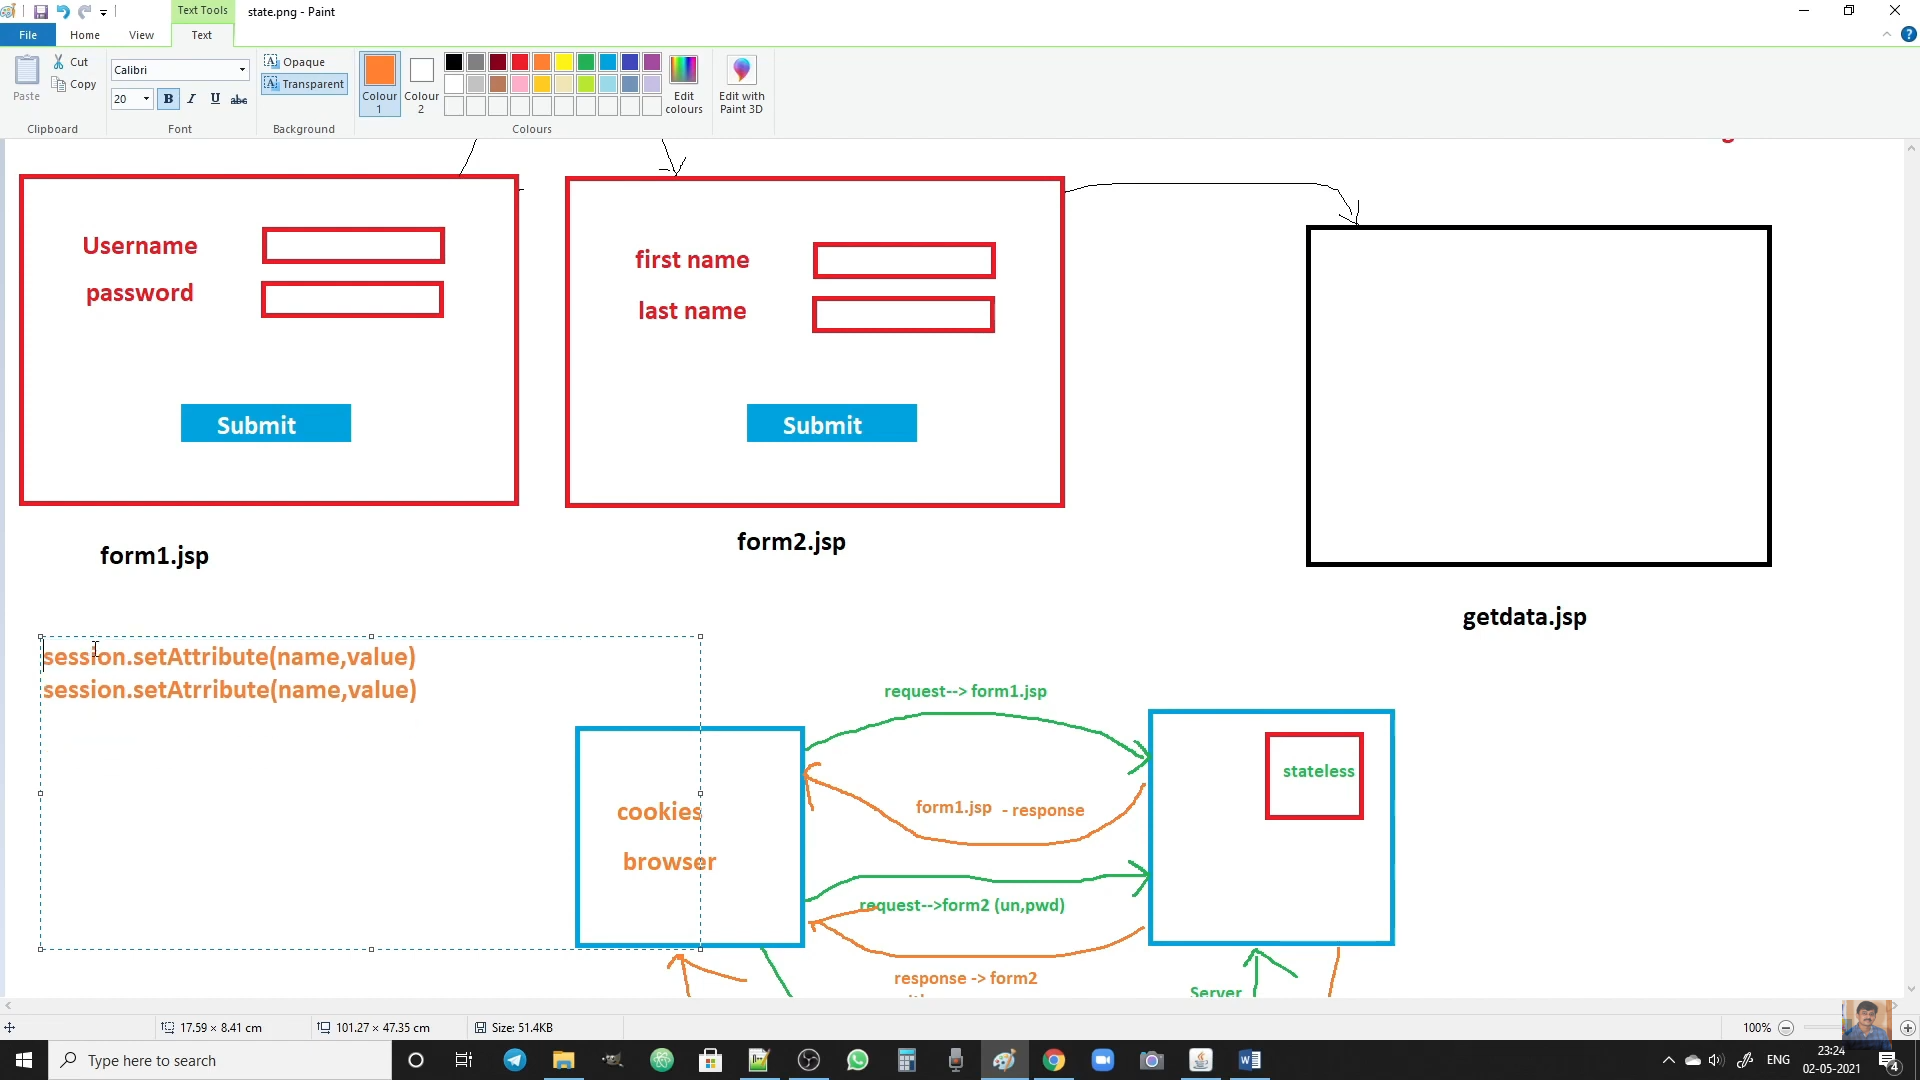 Text Tools
state.png - Paint
File
Home
View
Text
Paste
Cut
Copy
Clipboard
Calibri
20
B I U abc
Font
Opaque
Transparent
Background
Colour 1
Colour 2
Edit colours
Colours
Edit with Paint 3D
Username
password
Submit
form1.jsp
first name
last name
Submit
form2.jsp
getdata.jsp
session.setAttribute(name,value)
session.setAtrribute(name,value)
cookies
browser
request--> form1.jsp
form1.jsp - response
request-->form2 (un,pwd)
response -> form2
stateless
Server
17.59 × 8.41 cm
101.27 × 47.35 cm
Size: 51.4KB
100%
Type here to search
ENG
23:24
02-05-2021
4